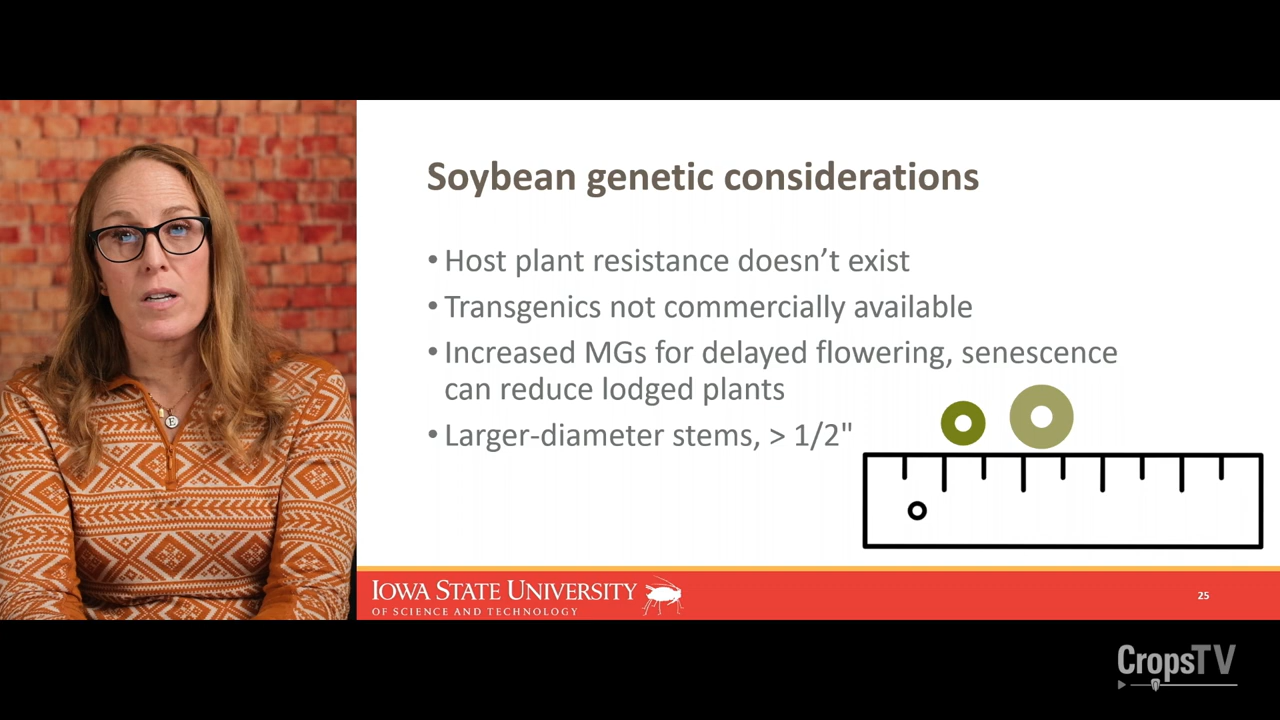 Soybean genetic considerations
• Host plant resistance doesn’t exist
• Transgenics not commercially available
• Increased MGs for delayed flowering, senescence
can reduce lodged plants
• Larger-diameter stems, > 1/2"
E
IOWA STATE UNIVERSITY
OF SCIENCE AND TECHNOLOGY
25
CropsTV